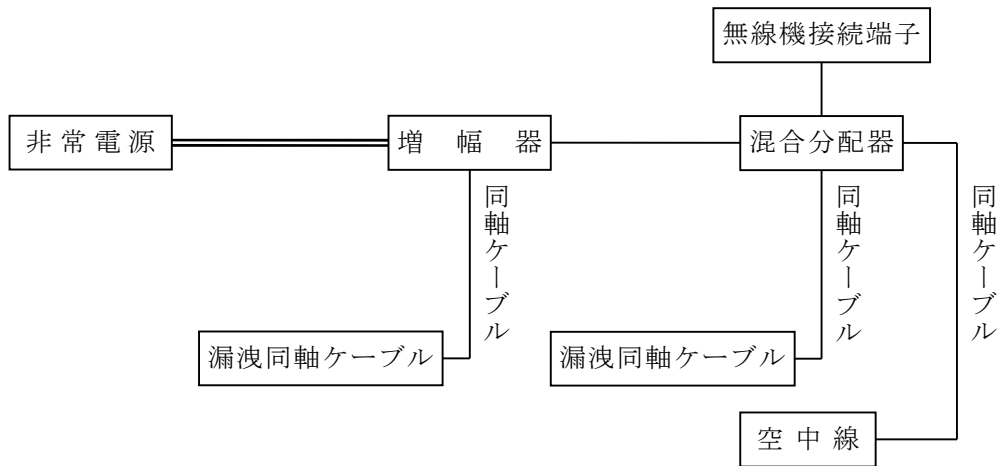 無線機接続端子
非常電源
増幅器
混合分配器
同軸ケーブル
同軸ケーブル
同軸ケーブル
漏洩同軸ケーブル
漏洩同軸ケーブル
空中線